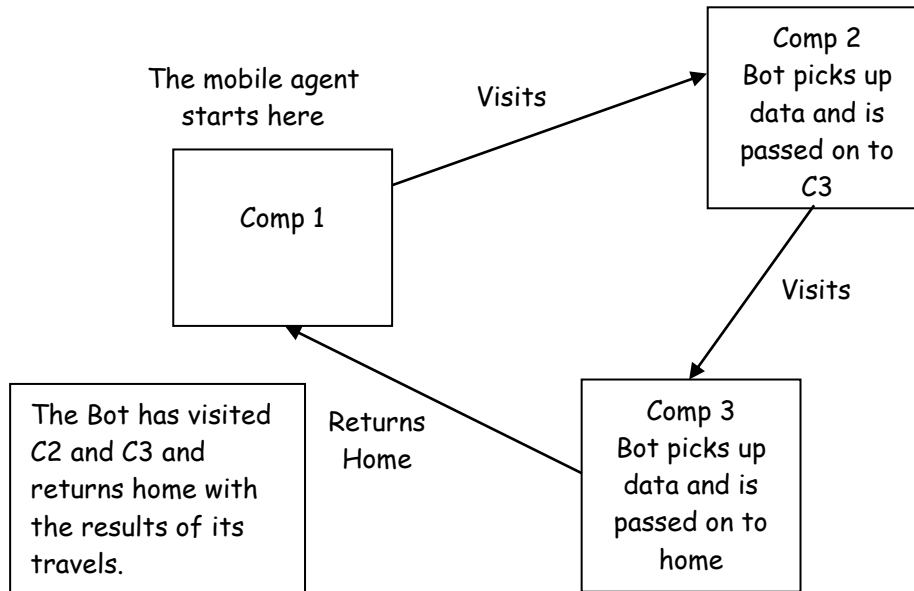 The mobile agent
starts here
Comp 1
Visits
Comp 2
Bot picks up
data and is
passed on to
C3
Visits
Comp 3
Bot picks up
data and is
passed on to
home
Returns
Home
The Bot has visited
C2 and C3 and
returns home with
the results of its
travels.